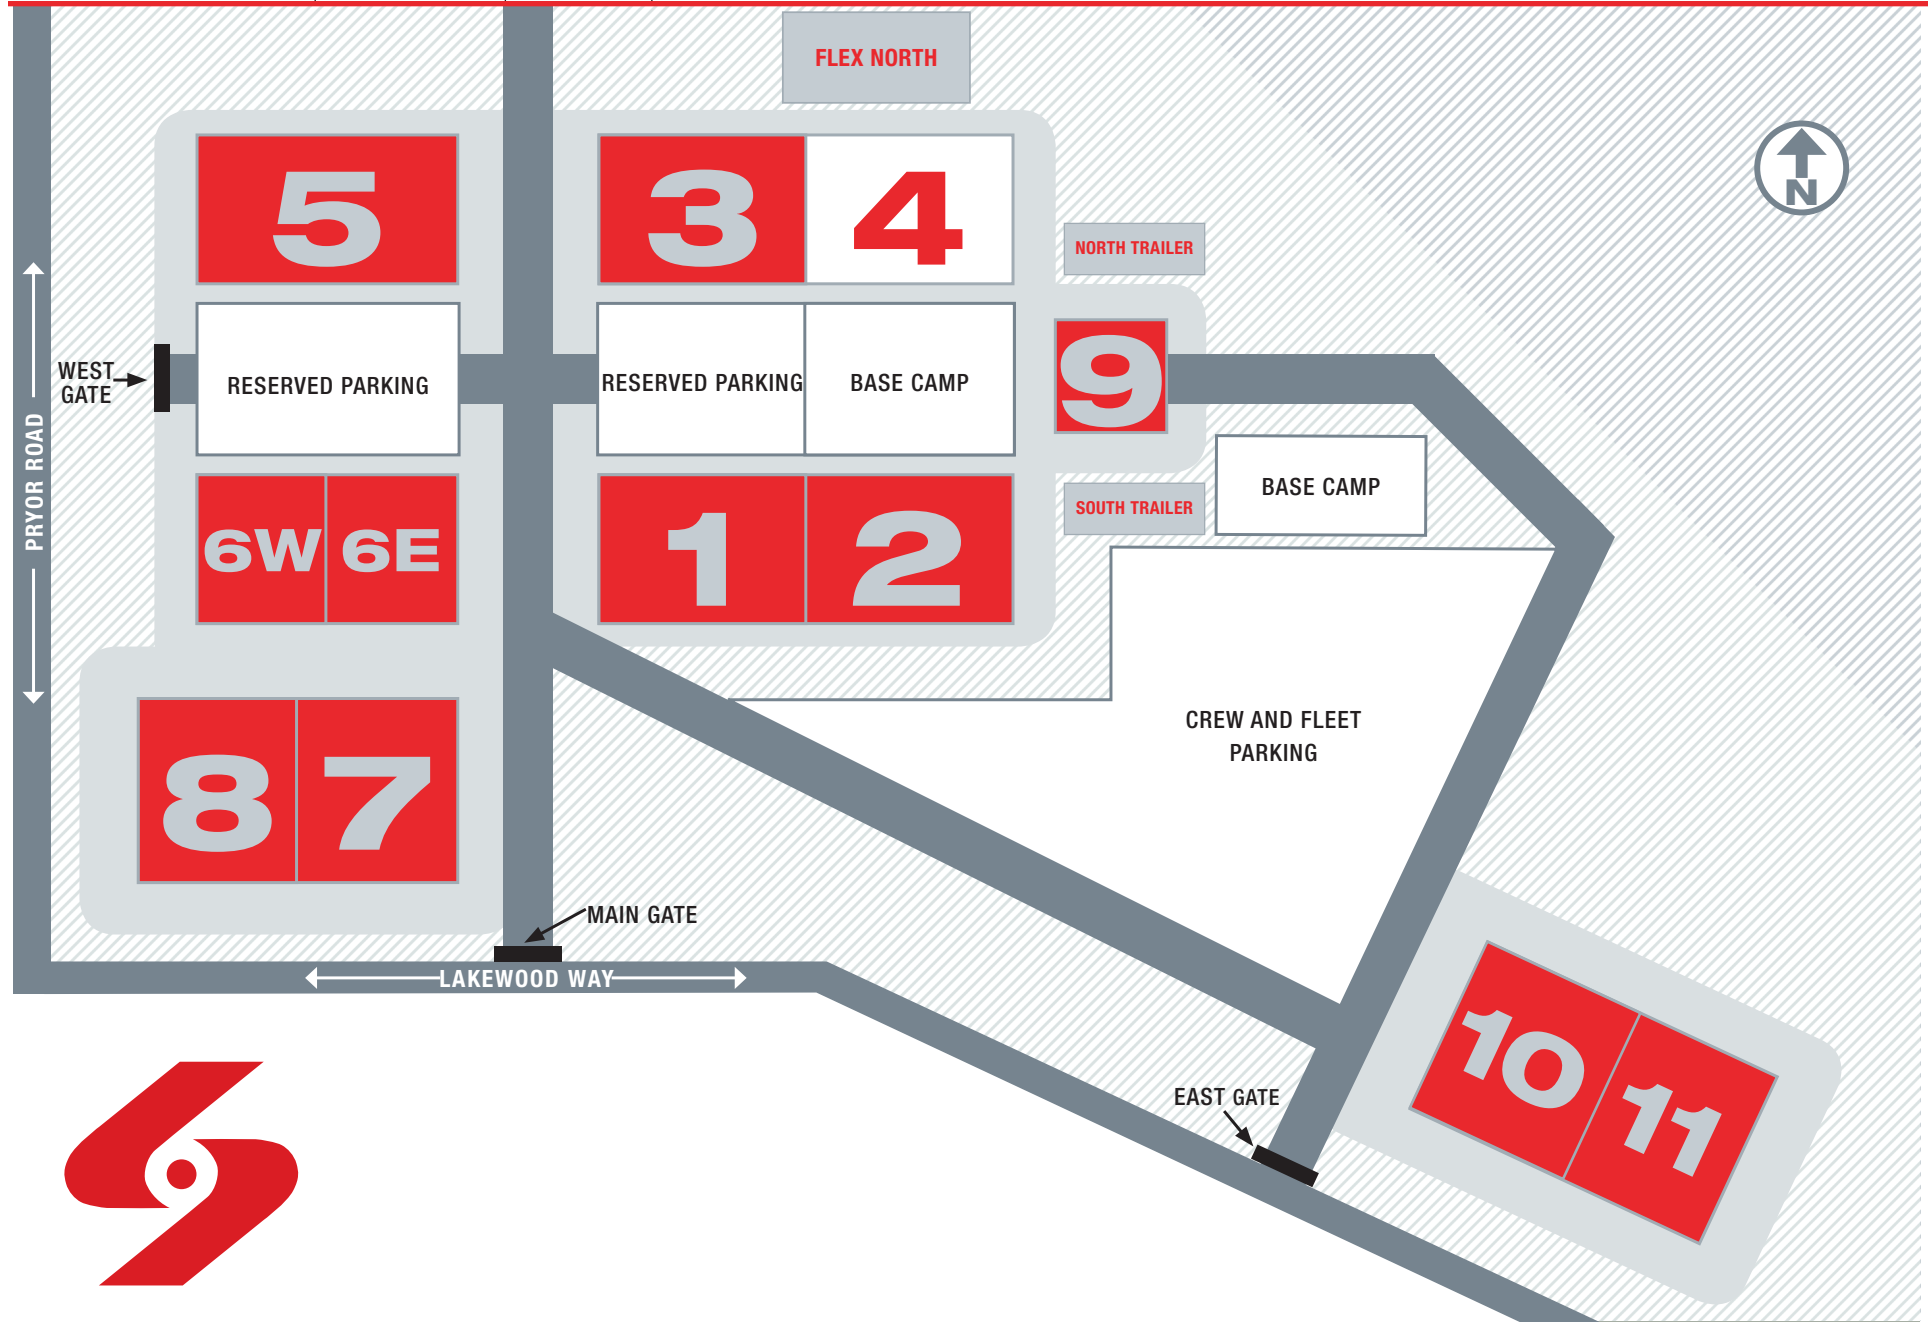 FLEX NORTH
N
5
3
4
NORTH TRAILER
WEST
GATE
RESERVED PARKING
RESERVED PARKING
BASE CAMP
9
PRYOR ROAD
BASE CAMP
SOUTH TRAILER
6W
6E
1
2
CREW AND FLEET
PARKING
8
7
MAIN GATE
LAKEWOOD WAY
EAST GATE
10
11